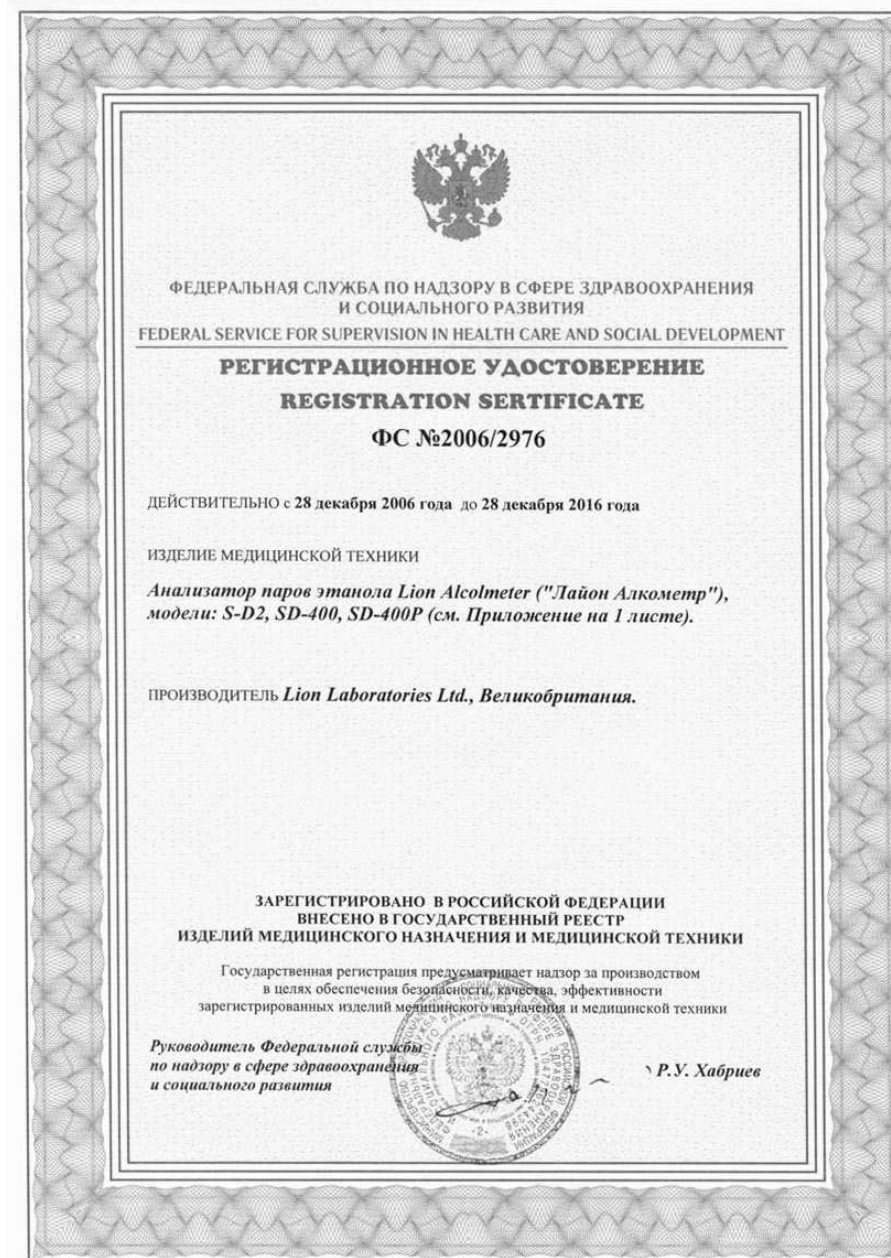 ФЕДЕРАЛЬНАЯ СЛУЖБА ПО НАДЗОРУ В СФЕРЕ ЗДРАВООХРАНЕНИЯ
И СОЦИАЛЬНОГО РАЗВИТИЯ
FEDERAL SERVICE FOR SUPERVISION IN HEALTH CARE AND SOCIAL DEVELOPMENT
РЕГИСТРАЦИОННОЕ УДОСТОВЕРЕНИЕ
REGISTRATION SERTIFICATE
ФС №2006/2976
ДЕЙСТВИТЕЛЬНО с 28 декабря 2006 года до 28 декабря 2016 года
ИЗДЕЛИЕ МЕДИЦИНСКОЙ ТЕХНИКИ
Анализатор паров этанола Lion Alcolmeter ("Лайон Алкометр"),
модели: S-D2, SD-400, SD-400P (см. Приложение на 1 листе).
ПРОИЗВОДИТЕЛЬ Lion Laboratories Ltd., Великобритания.
ЗАРЕГИСТРИРОВАНО В РОССИЙСКОЙ ФЕДЕРАЦИИ
ВНЕСЕНО В ГОСУДАРСТВЕННЫЙ РЕЕСТР
ИЗДЕЛИЙ МЕДИЦИНСКОГО НАЗНАЧЕНИЯ И МЕДИЦИНСКОЙ ТЕХНИКИ
Государственная регистрация предусматривает надзор за производством
в целях обеспечения безопасности, качества, эффективности
зарегистрированных изделий медицинского назначения и медицинской техники
Руководитель Федеральной службы
по надзору в сфере здравоохранения
и социального развития
Р.У. Хабриев